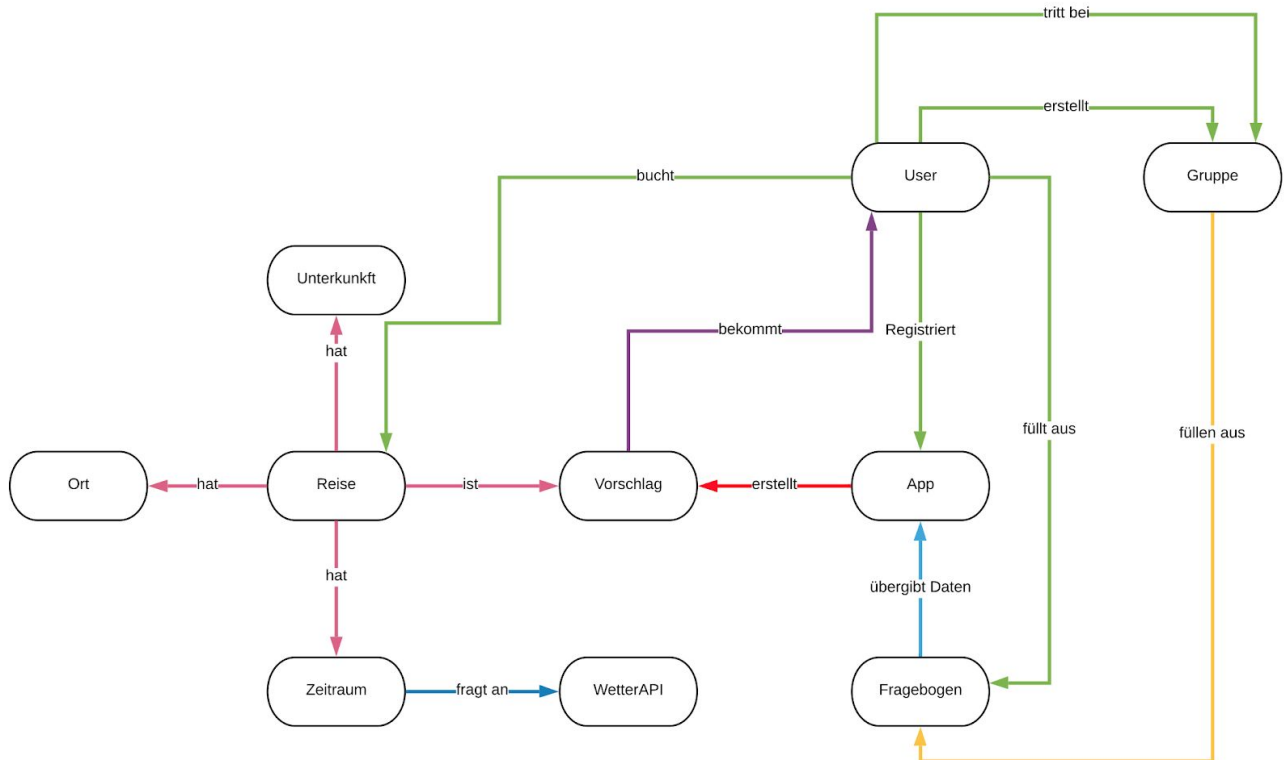 tritt bei
erstellt
bucht
User
Gruppe
Unterkunkft
bekommt
Registriert
hat
füllt aus
füllen aus
Ort
hat
Reise
ist
Vorschlag
erstellt
App
hat
übergibt Daten
Zeitraum
fragt an
WetterAPI
Fragebogen